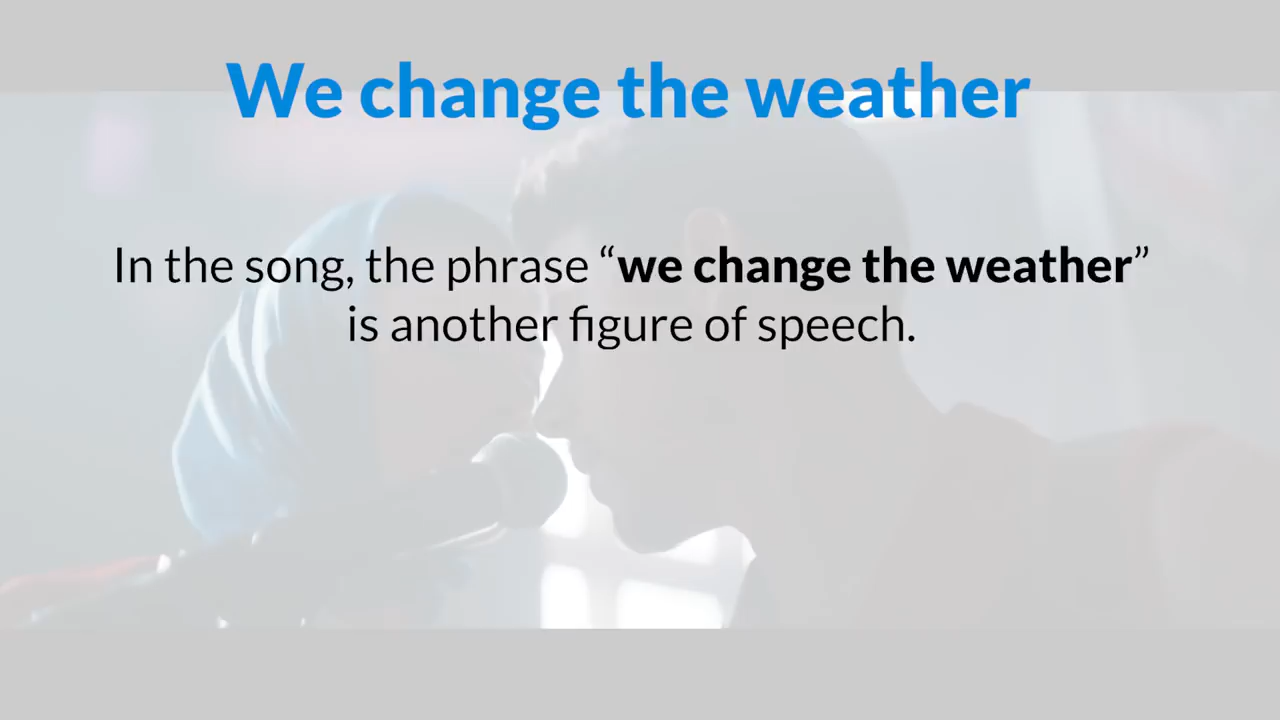 We change the weather
In the song, the phrase “we change the weather”
is another figure of speech.